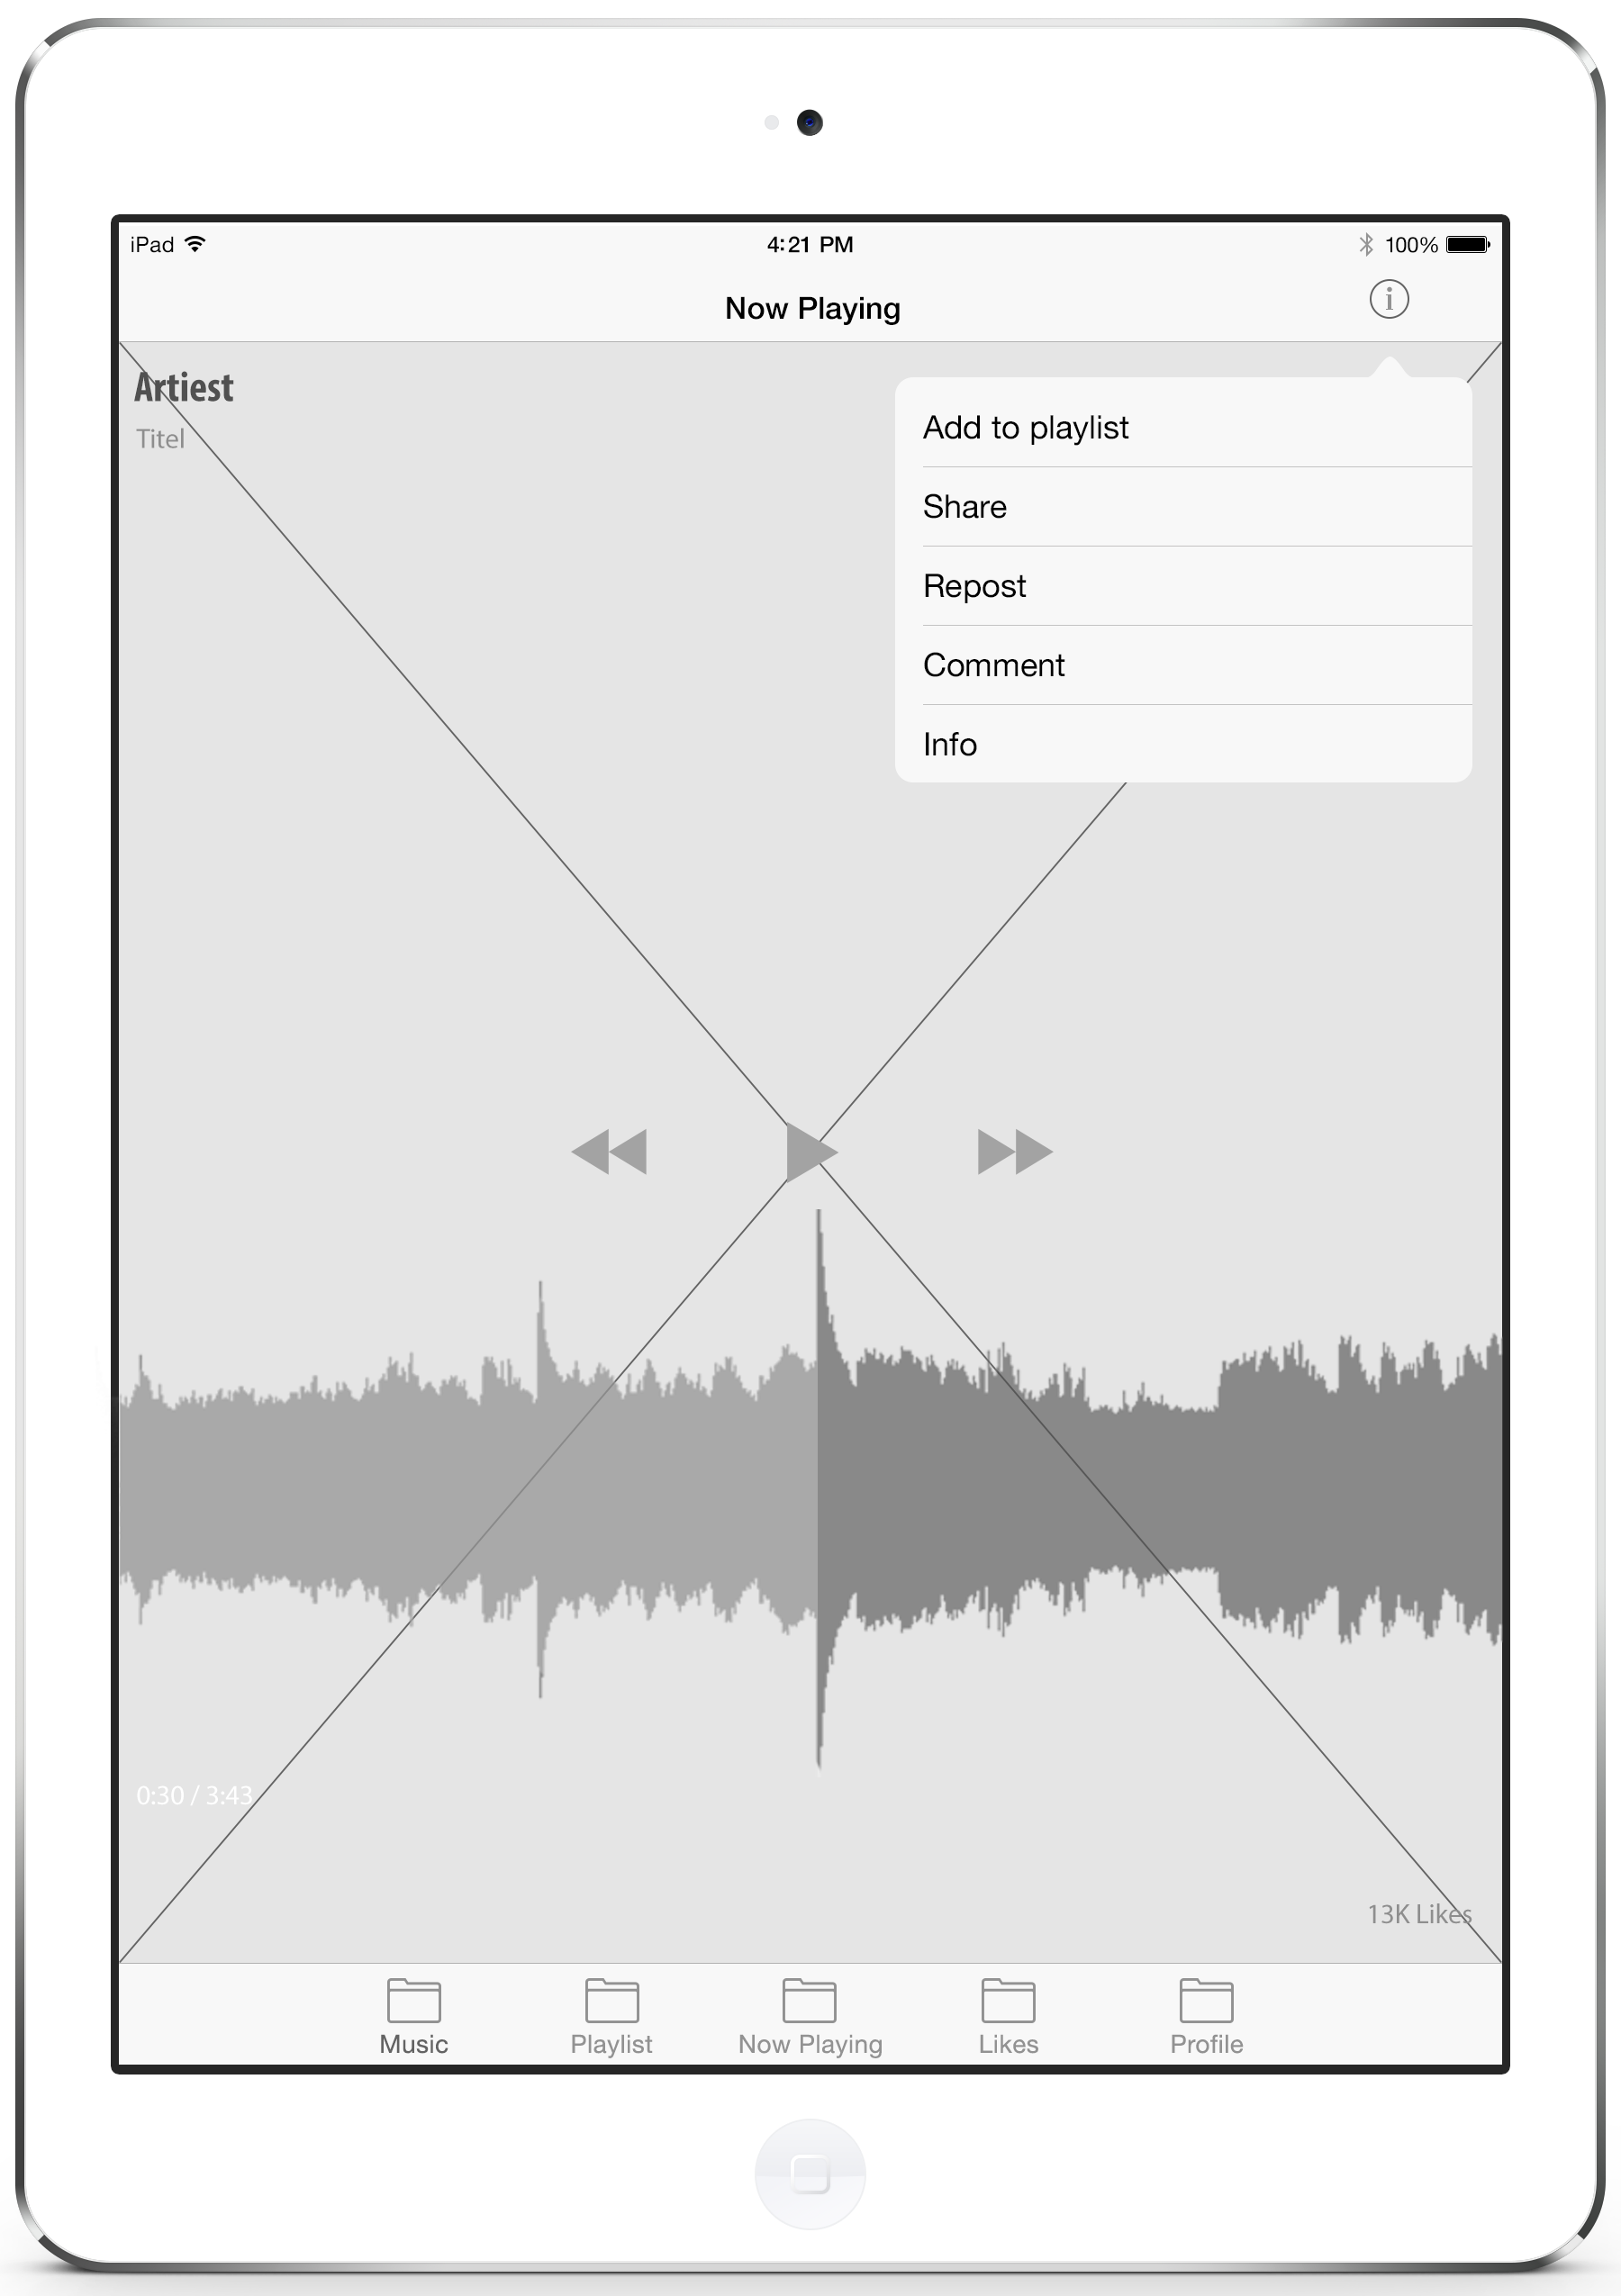 iPad 4:21 PM 100%
Now Playing i
Artiest
Titel
Add to playlist
Share
Repost
Comment
Info
0:30 / 3:43
13K Likes
Music Playlist Now Playing Likes Profile